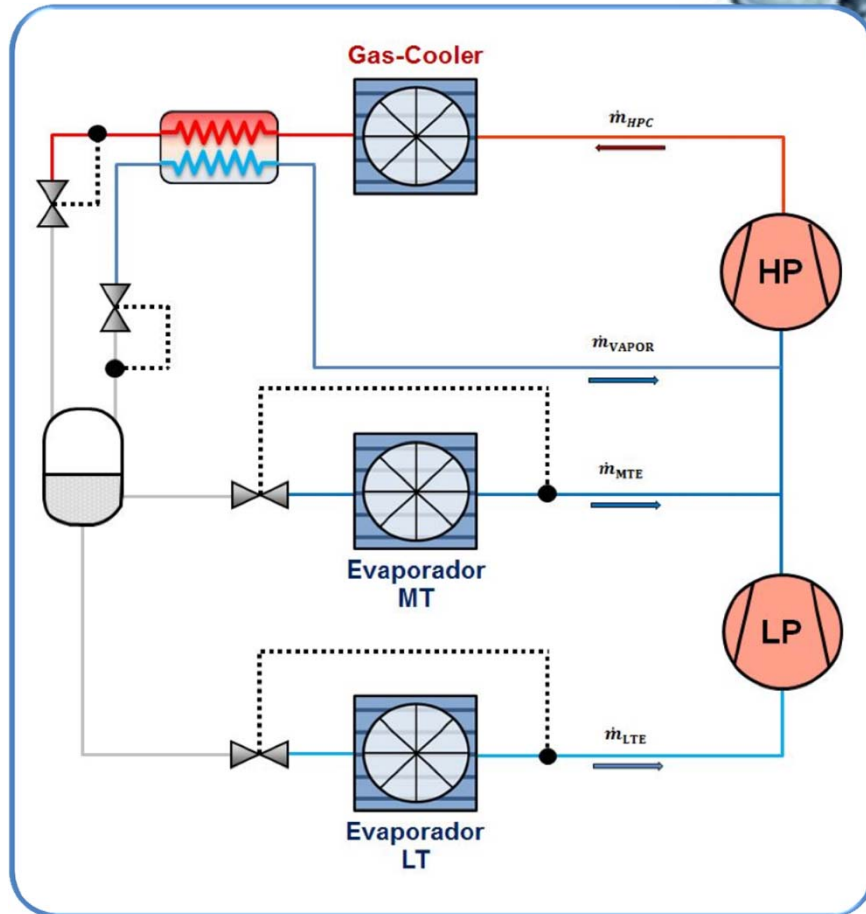 Gas-Cooler
ṁHPC
HP
ṁVAPOR
ṁMTE
Evaporador
MT
LP
ṁLTE
Evaporador
LT